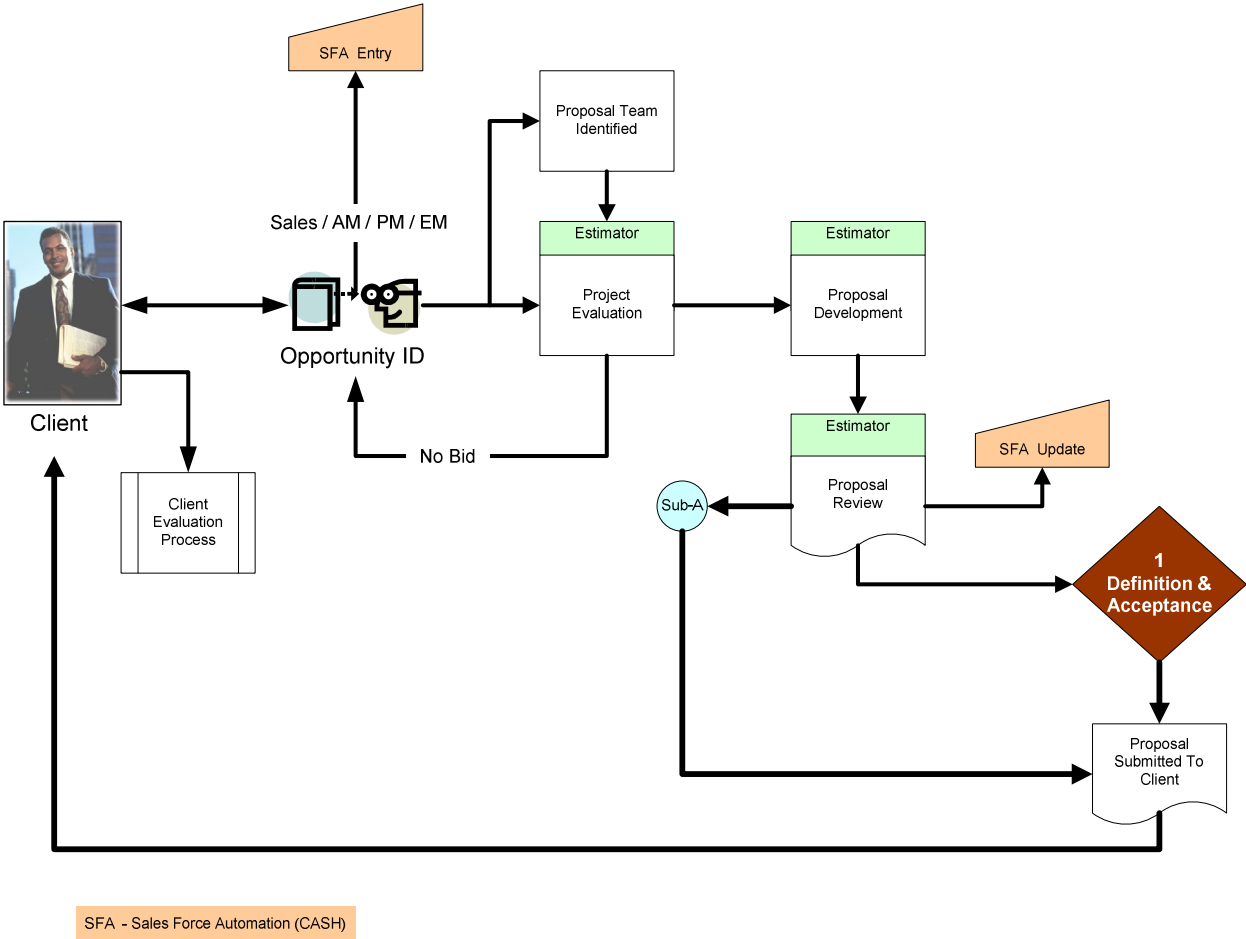 SFA Entry
Proposal Team
Identified
Sales / AM / PM / EM
Estimator
Project
Evaluation
Estimator
Proposal
Development
Opportunity ID
Client
No Bid
Estimator
Proposal
Review
SFA Update
Client
Evaluation
Process
Sub-A
1
Definition &
Acceptance
Proposal
Submitted To
Client
SFA - Sales Force Automation (CASH)